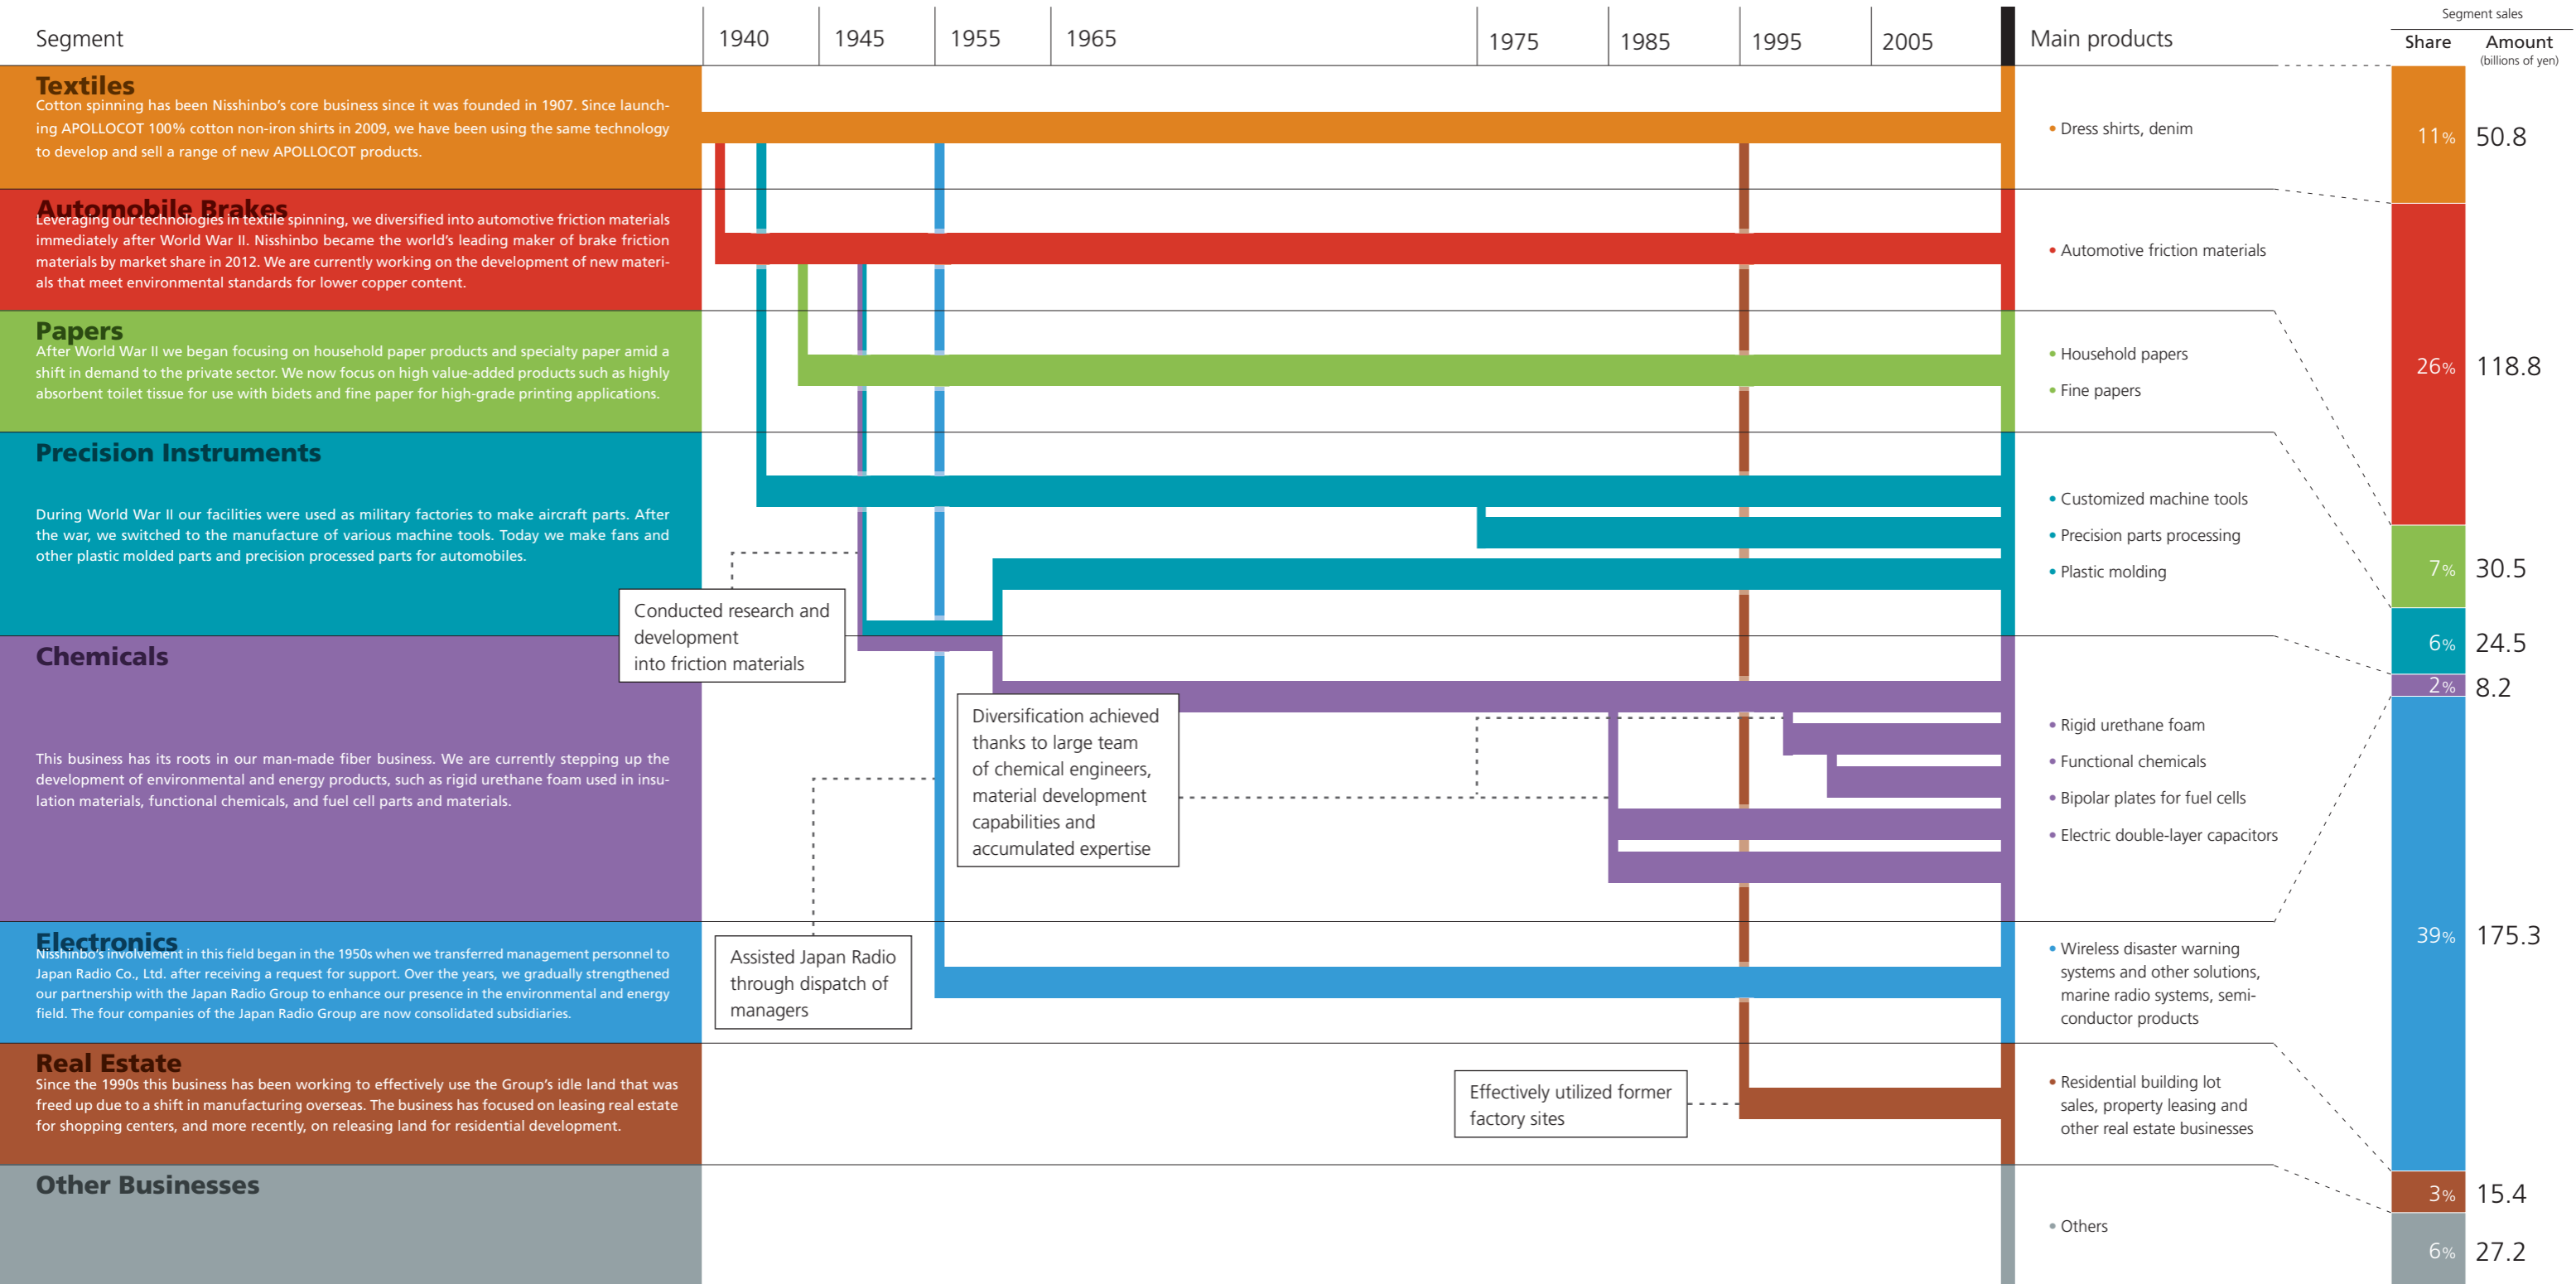 Segment
1940
1945
1955
1965
1975
1985
1995
2005
Main products
Segment sales
Share
Amount
(billions of yen)
Textiles
Cotton spinning has been Nisshinbo's core business since it was founded in 1907. Since launch-
ing APOLLOCOT 100% cotton non-iron shirts in 2009, we have been using the same technology
to develop and sell a range of new APOLLOCOT products.
• Dress shirts, denim
11%
50.8
Automobile Brakes
Leveraging our technologies in textile spinning, we diversified into automotive friction materials
immediately after World War II. Nisshinbo became the world's leading maker of brake friction
materials by market share in 2012. We are currently working on the development of new materi-
als that meet environmental standards for lower copper content.
• Automotive friction materials
26%
118.8
Papers
After World War II we began focusing on household paper products and specialty paper amid a
shift in demand to the private sector. We now focus on high value-added products such as highly
absorbent toilet tissue for use with bidets and fine paper for high-grade printing applications.
• Household papers
• Fine papers
7%
30.5
Precision Instruments
During World War II our facilities were used as military factories to make aircraft parts. After
the war, we switched to the manufacture of various machine tools. Today we make fans and
other plastic molded parts and precision processed parts for automobiles.
Conducted research and
development
into friction materials
• Customized machine tools
• Precision parts processing
• Plastic molding
6%
24.5
Chemicals
This business has its roots in our man-made fiber business. We are currently stepping up the
development of environmental and energy products, such as rigid urethane foam used in insu-
lation materials, functional chemicals, and fuel cell parts and materials.
Diversification achieved
thanks to large team
of chemical engineers,
material development
capabilities and
accumulated expertise
• Rigid urethane foam
• Functional chemicals
• Bipolar plates for fuel cells
• Electric double-layer capacitors
2%
8.2
Electronics
Nisshinbo's involvement in this field began in the 1950s when we transferred management personnel to
Japan Radio Co., Ltd. after receiving a request for support. Over the years, we gradually strengthened
our partnership with the Japan Radio Group to enhance our presence in the environmental and energy
field. The four companies of the Japan Radio Group are now consolidated subsidiaries.
Assisted Japan Radio
through dispatch of
managers
• Wireless disaster warning
systems and other solutions,
marine radio systems, semi-
conductor products
39%
175.3
Real Estate
Since the 1990s this business has been working to effectively use the Group's idle land that was
freed up due to a shift in manufacturing overseas. The business has focused on leasing real estate
for shopping centers, and more recently, on releasing land for residential development.
Effectively utilized former
factory sites
• Residential building lot
sales, property leasing and
other real estate businesses
3%
15.4
Other Businesses
• Others
6%
27.2